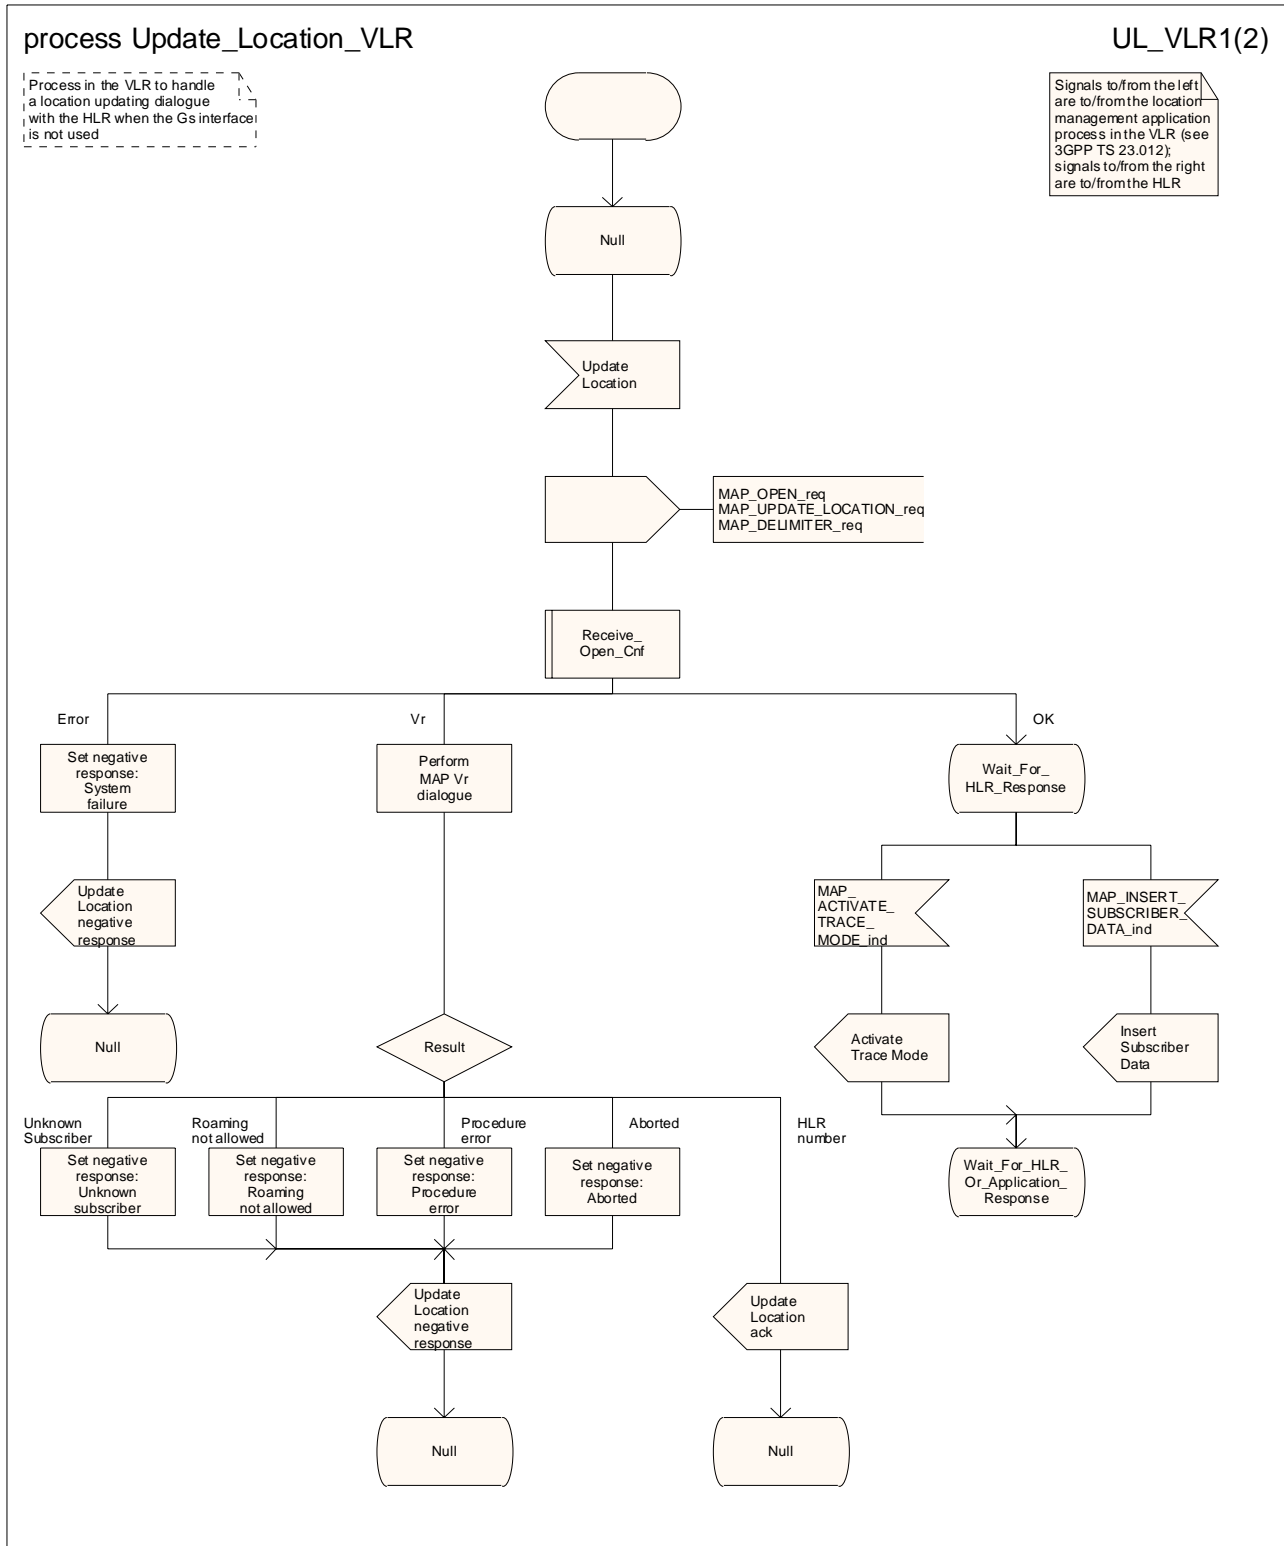 process Update_Location_VLR
UL_VLR1(2)
Process in the VLR to handle
a location updating dialogue
with the HLR when the Gs interface
is not used
Signals to/from the left
are to/from the location
management application
process in the VLR (see
3GPP TS 23.012);
signals to/from the right
are to/from the HLR
Null
Update
Location
MAP_OPEN_req
MAP_UPDATE_LOCATION_req
MAP_DELIMITER_req
Receive_
Open_Cnf
Error
Vr
OK
Set negative
response:
System
failure
Perform
MAP Vr
dialogue
Wait_For_
HLR_Response
Update
Location
negative
response
MAP_
ACTIVATE_
TRACE_
MODE_ind
MAP_INSERT_
SUBSCRIBER_
DATA_ind
Null
Result
Activate
Trace Mode
Insert
Subscriber
Data
Unknown
Subscriber
Roaming
not allowed
Procedure
error
Aborted
HLR
number
Set negative
response:
Unknown
subscriber
Set negative
response:
Roaming
not allowed
Set negative
response:
Procedure
error
Set negative
response:
Aborted
Wait_For_HLR_
Or_Application_
Response
Update
Location
negative
response
Update
Location
ack
Null
Null